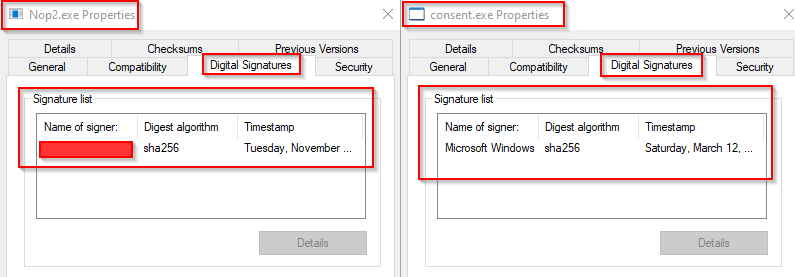 Nop2.exe Properties
Details Checksums Previous Versions
General Compatibility Digital Signatures Security
Signature list
Name of signer: Digest algorithm Timestamp
sha256 Tuesday, November ...
Details
consent.exe Properties
Details Checksums Previous Versions
General Compatibility Digital Signatures Security
Signature list
Name of signer: Digest algorithm Timestamp
Microsoft Windows sha256 Saturday, March 12, ...
Details